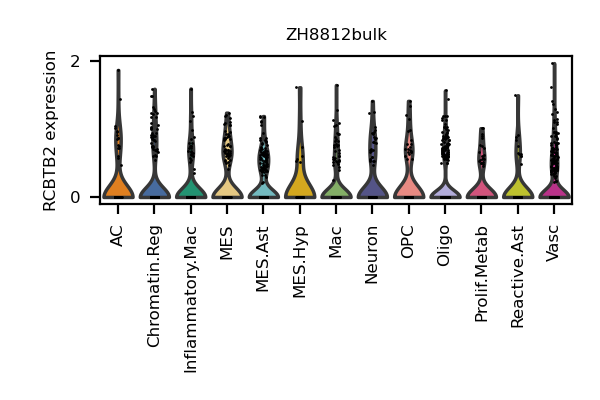 ZH8812bulk
RCBTB2 expression
2
0
AC
Chromatin.Reg
Inflammatory.Mac
MES
MES.Ast
MES.Hyp
Mac
Neuron
OPC
Oligo
Prolif.Metab
Reactive.Ast
Vasc